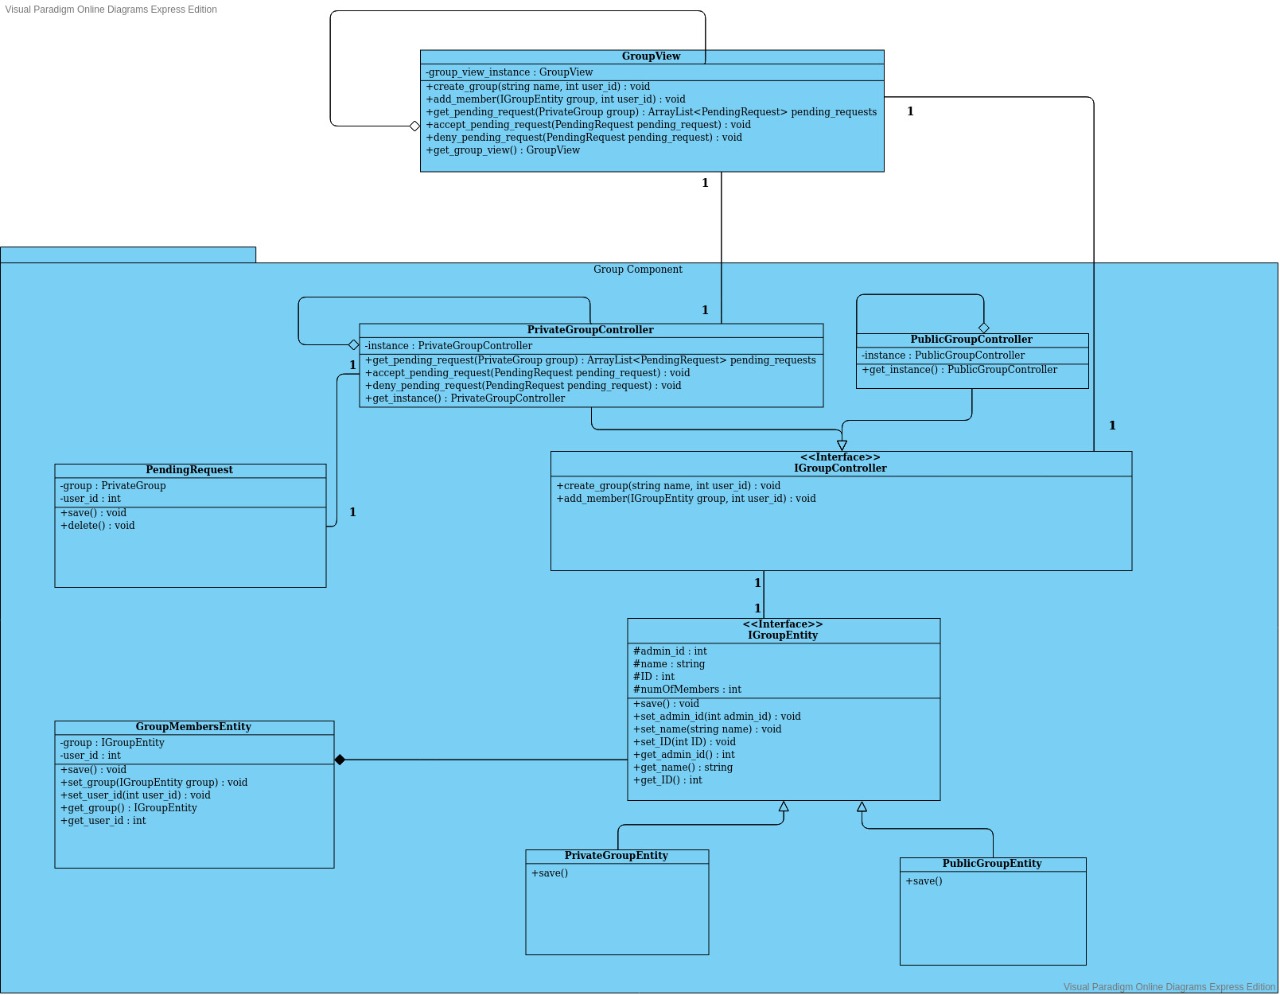 Visual Paradigm Online Diagrams Express Edition
GroupView
-group_view_instance : GroupView
+create_group(string name, int user_id) : void
+add_member(IGroupEntity group, int user_id) : void
+get_pending_request(PrivateGroup group) : ArrayList<PendingRequest> pending_requests
+accept_pending_request(PendingRequest pending_request) : void
+deny_pending_request(PendingRequest pending_request) : void
+get_group_view() : GroupView
1
1
Group Component
1
PrivateGroupController
-instance : PrivateGroupController
+get_pending_request(PrivateGroup group) : ArrayList<PendingRequest> pending_requests
+accept_pending_request(PendingRequest pending_request) : void
+deny_pending_request(PendingRequest pending_request) : void
+get_instance() : PrivateGroupController
1
PublicGroupController
-instance : PublicGroupController
+get_instance() : PublicGroupController
1
<<Interface>>
IGroupController
+create_group(string name, int user_id) : void
+add_member(IGroupEntity group, int user_id) : void
PendingRequest
-group : PrivateGroup
-user_id : int
+save() : void
+delete() : void
1
1
1
<<Interface>>
IGroupEntity
#admin_id : int
#name : string
#ID : int
#numOfMembers : int
+save() : void
+set_admin_id(int admin_id) : void
+set_name(string name) : void
+set_ID(int ID) : void
+get_admin_id() : int
+get_name() : string
+get_ID() : int
GroupMembersEntity
-group : IGroupEntity
-user_id : int
+save() : void
+set_group(IGroupEntity group) : void
+set_user_id(int user_id) : void
+get_group() : IGroupEntity
+get_user_id : int
PrivateGroupEntity
+save()
PublicGroupEntity
+save()
Visual Paradigm Online Diagrams Express Edition